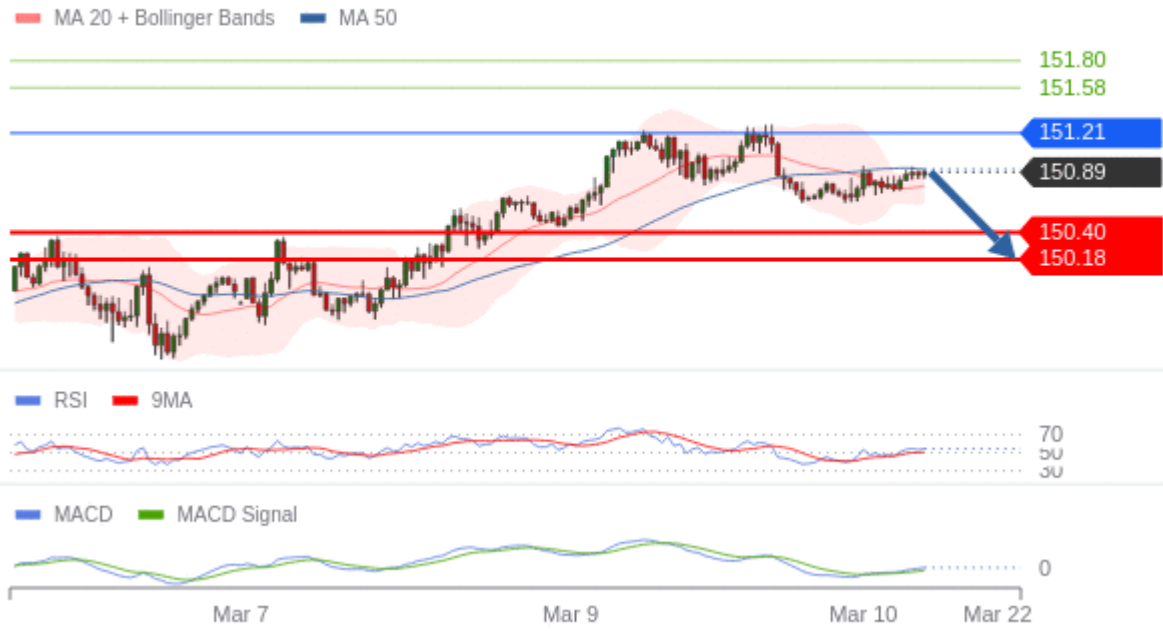 MA 20 + Bollinger Bands MA 50
151.80
151.58
151.21
150.89
150.40
150.18
RSI 9MA
70
50
30
MACD MACD Signal
0
Mar 7 Mar 9 Mar 10 Mar 22